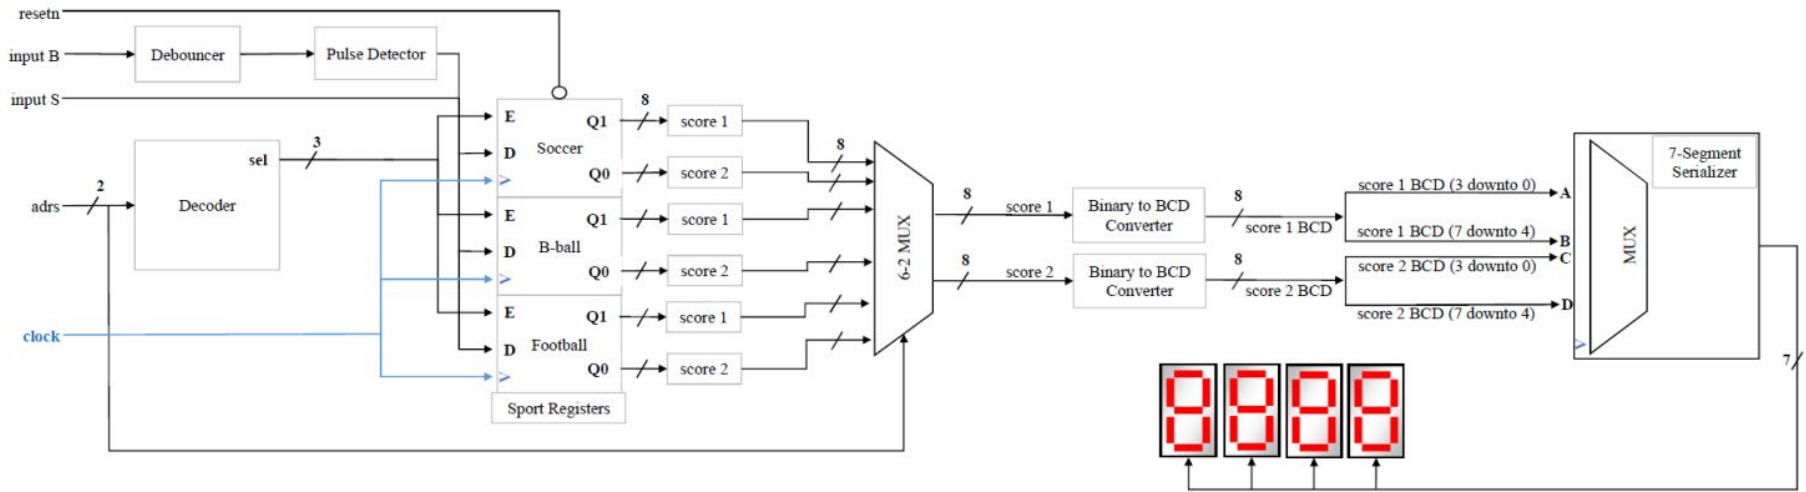 resetn
input B
Debouncer
Pulse Detector
input S
adrs
2
Decoder
sel
3
clock
E
D
>
Soccer
Q1
Q0
E
D
>
B-ball
Q1
Q0
E
D
>
Football
Q1
Q0
Sport Registers
8
score 1
score 2
score 1
score 2
score 1
score 2
8
6-2 MUX
8
score 1
8
score 2
Binary to BCD
Converter
Binary to BCD
Converter
8
score 1 BCD
8
score 2 BCD
score 1 BCD (3 downto 0)
A
score 1 BCD (7 downto 4)
B
C
score 2 BCD (3 downto 0)
D
score 2 BCD (7 downto 4)
MUX
7-Segment
Serializer
>
7
8888